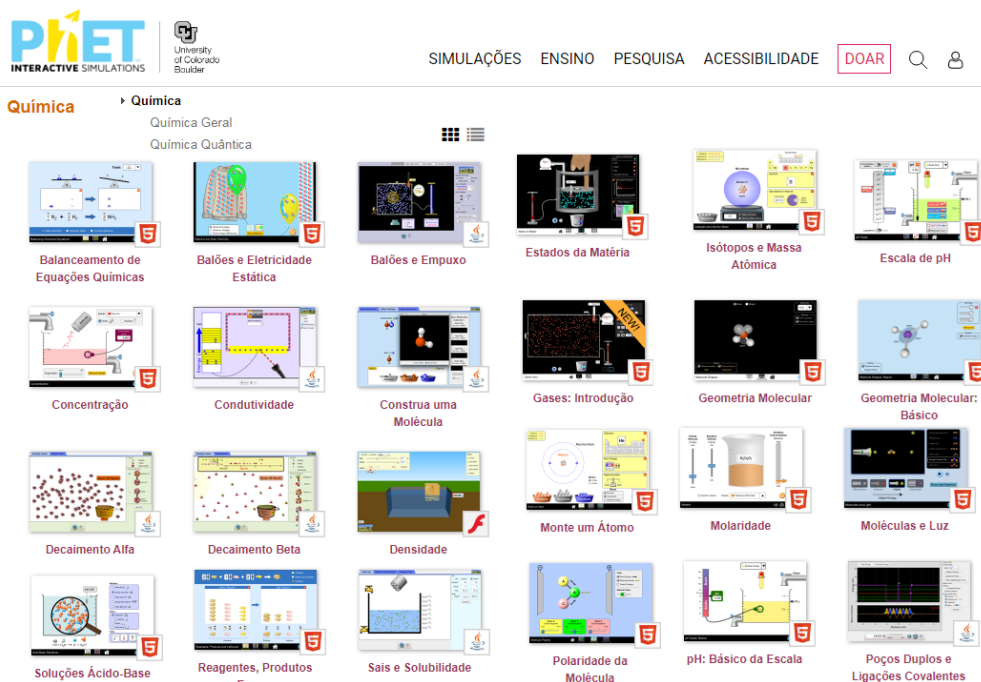 PhET
INTERACTIVE SIMULATIONS
University
of Colorado
Boulder
SIMULAÇÕES ENSINO PESQUISA ACESSIBILIDADE DOAR
Química
Química
Química Geral
Química Quântica
Balanceamento de
Equações Químicas
Balões e Eletricidade
Estática
Balões e Empuxo
Estados da Matéria
Isótopos e Massa
Atômica
Escala de pH
Concentração
Condutividade
Construa uma
Molécula
NEW!
Gases: Introdução
Geometria Molecular
Geometria Molecular:
Básico
Decaimento Alfa
Decaimento Beta
Densidade
Monte um Átomo
Molaridade
Moléculas e Luz
Soluções Ácido-Base
Reagentes, Produtos
Sais e Solubilidade
Polaridade da
Molécula
pH: Básico da Escala
Poços Duplos e
Ligações Covalentes